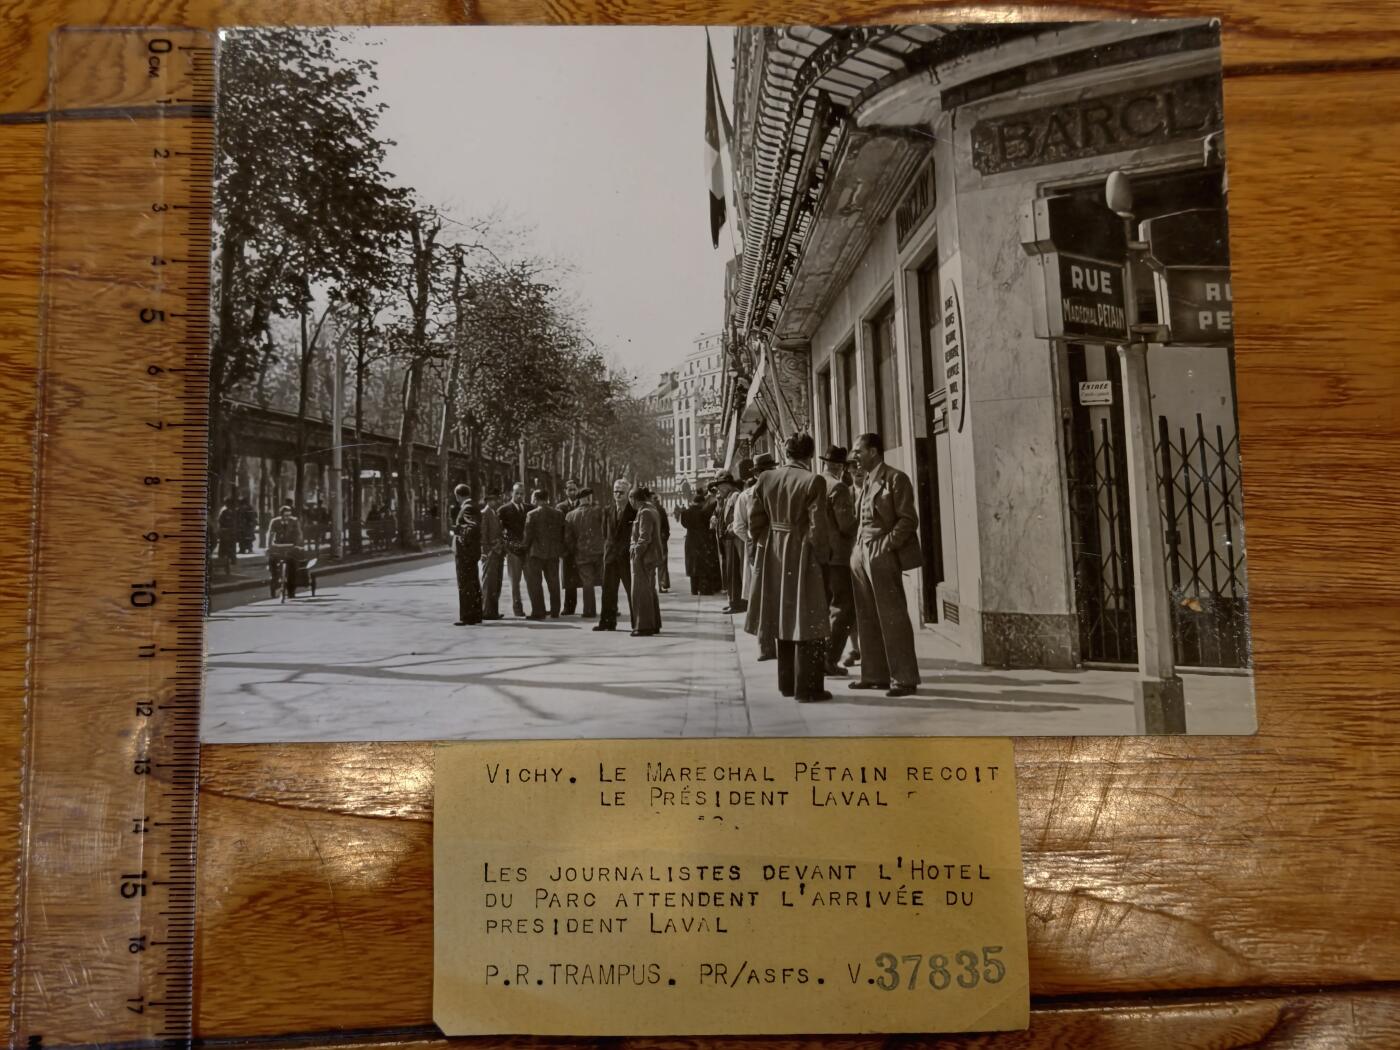 BARCL
RUE
MARECHAL PÉTAIN
RU
PE
ENTRÉE
VICHY. LE MARECHAL PÉTAIN RECOIT
LE PRÉSIDENT LAVAL
LES JOURNALISTES DEVANT L'HOTEL
DU PARC ATTENDENT L'ARRIVÉE DU
PRESIDENT LAVAL
P.R.TRAMPUS. PR/ASFS. V.37835
0 CM
1
2
3
4
5
6
7
8
9
10
11
12
13
14
15
16
17